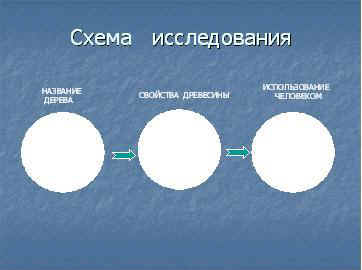 Схема исследования
НАЗВАНИЕ
ДЕРЕВА
СВОЙСТВА ДРЕВЕСИНЫ
ИСПОЛЬЗОВАНИЕ
ЧЕЛОВЕКОМ